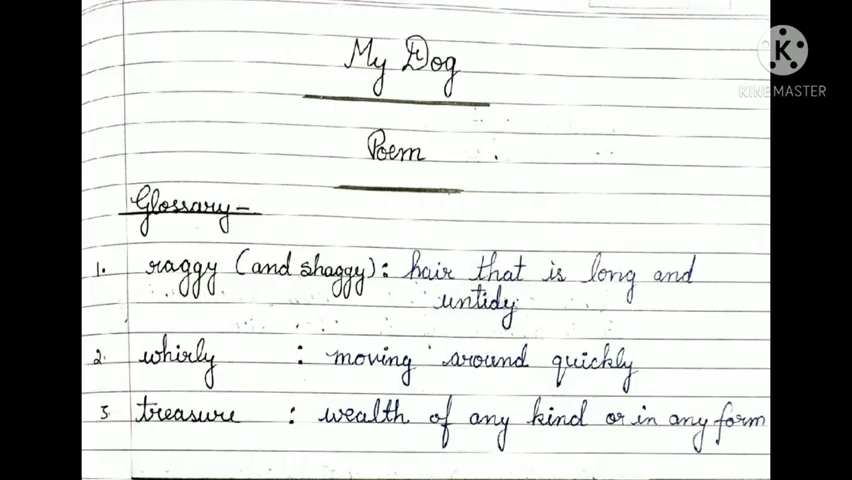 My Dog
KINEMASTER
Poem
Glossary-
1. raggy (and shaggy): hair that is long and
untidy
2. whirly : moving around quickly
3. treasure : wealth of any kind or in any form